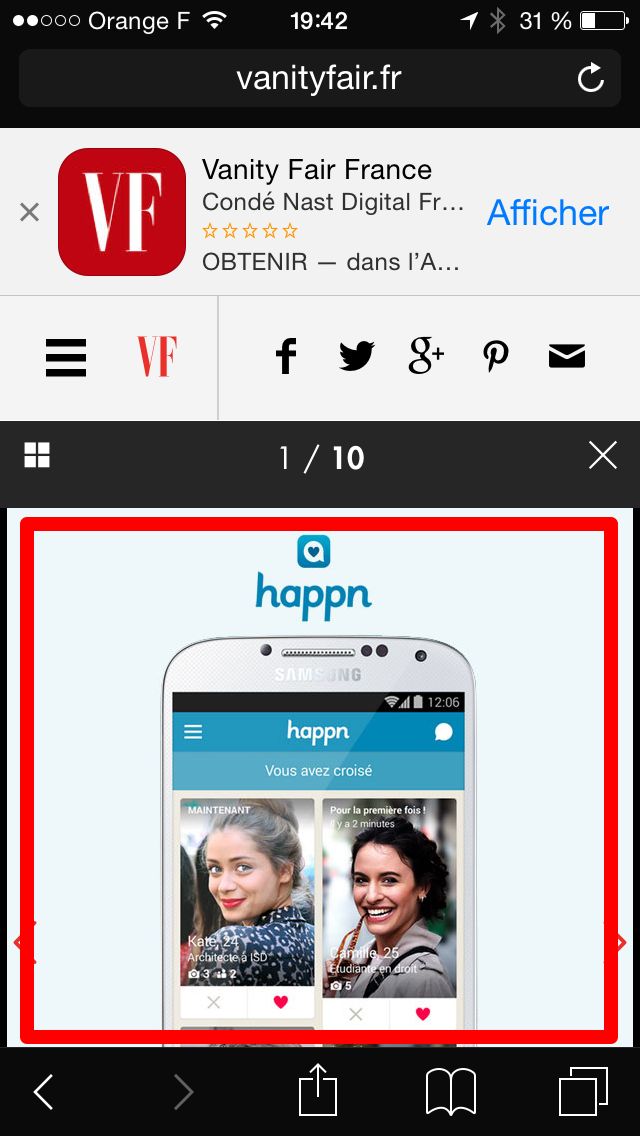 Orange F 19:42 31 %
vanityfair.fr
VF
Vanity Fair France
Condé Nast Digital Fr...
OBTENIR — dans l'A...
Afficher
VF
1 / 10
happn
SAMSUNG
12:06
happn
Vous avez croisé
MAINTENANT
Kate, 24
Architecte à ISD
3 2
Pour la première fois !
Il y a 2 minutes
Camille, 25
Étudiante en droit
5